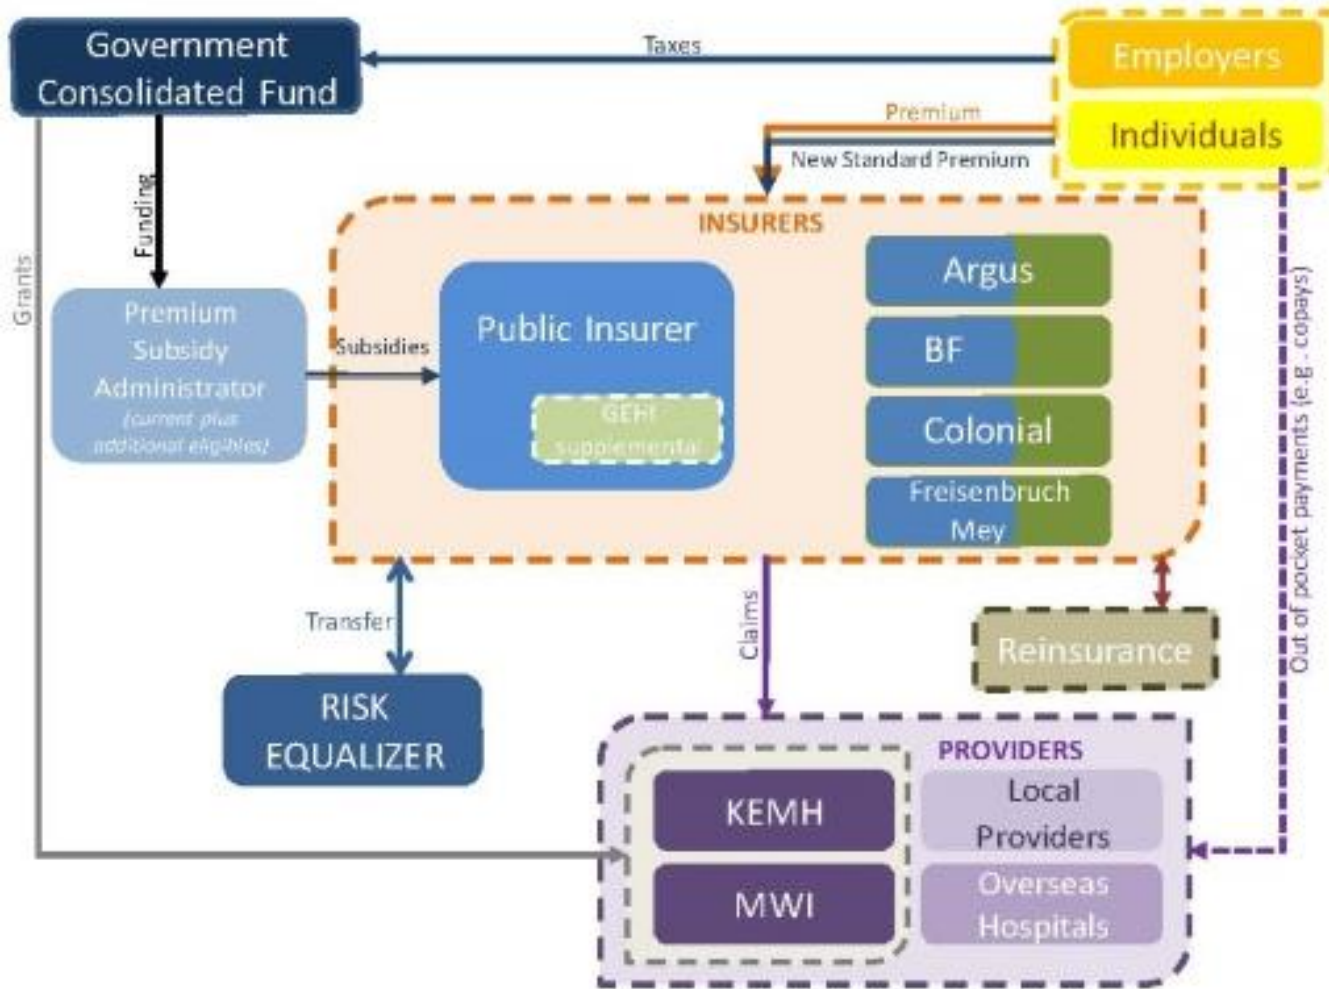 Government
Consolidated Fund
Taxes
Employers
Individuals
Premium
New Standard Premium
Funding
Grants
INSURERS
Premium
Subsidy
Administrator
(current plus
additional eligibles)
Subsidies
Public Insurer
GEHI
supplemental
Argus
BF
Colonial
Freisenbruch
Mey
Out of pocket payments (e.g. copays)
Transfer
Claims
Reinsurance
RISK
EQUALIZER
PROVIDERS
KEMH
MWI
Local
Providers
Overseas
Hospitals